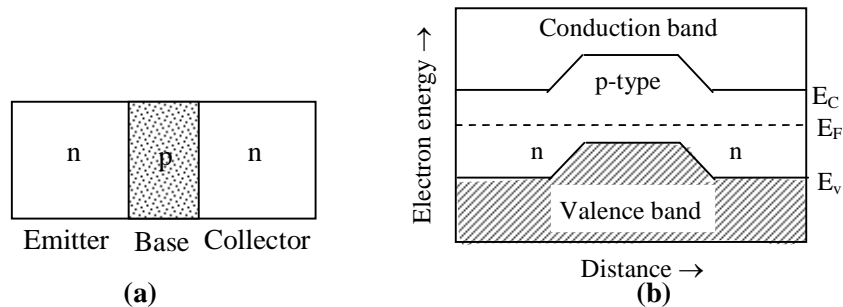 n
p
n
Emitter Base Collector
(a)
Electron energy →
Conduction band
p-type
E_C
E_F
n
n
E_v
Valence band
Distance →
(b)